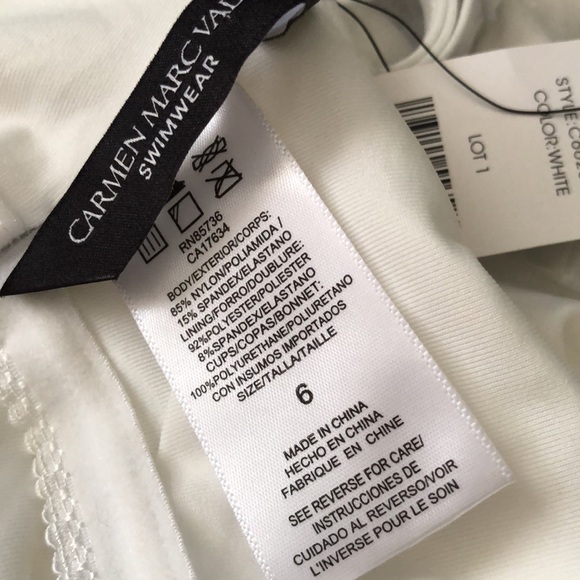 CARMEN MARC
SWIMWEAR
RN85736
CA17634
BODY/EXTERIOR/CORPS:
85% NYLON/POLIAMIDA/
15% SPANDEX/ELASTANO
LINING/FORRO/DOUBLURE:
92%POLYESTER/POLIESTER
8%SPANDEX/ELASTANO
CUPS/COPAS/BONNET:
100%POLYURETHANE/POLIURETANO
CON INSUMOS IMPORTADOS
SIZE/TALLA/TAILLE
6
MADE IN CHINA
HECHO EN CHINA
FABRIQUE EN CHINE
SEE REVERSE FOR CARE/
INSTRUCCIONES DE
CUIDADO AL REVERSO/VOIR
L'INVERSE POUR LE SOIN
STYLE:
COLOR:WHITE
LOT 1